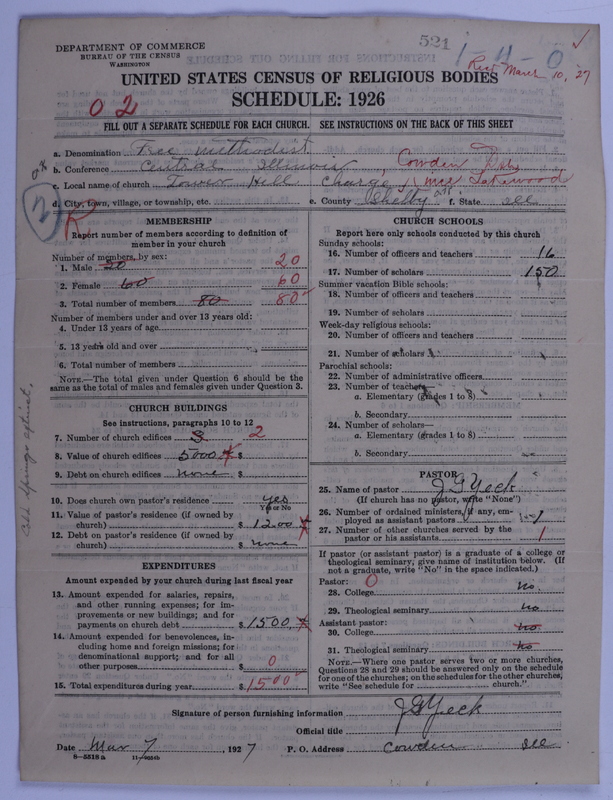 521
1-4-0
DEPARTMENT OF COMMERCE
BUREAU OF THE CENSUS
WASHINGTON
Rec'd March 10, '27
UNITED STATES CENSUS OF RELIGIOUS BODIES
SCHEDULE: 1926
02
FILL OUT A SEPARATE SCHEDULE FOR EACH CHURCH. SEE INSTRUCTIONS ON THE BACK OF THIS SHEET
a. Denomination Free Methodist
b. Conference Central Illinois, Cowden
c. Local name of church Tower Hill Charge, Lakewood
d. City, town, village, or township, etc. e. County Shelby f. State Ill
MEMBERSHIP
Report number of members according to definition of
member in your church
Number of members, by sex:
1. Male 20 20
2. Female 60 60
3. Total number of members 80 80
Number of members under and over 13 years old:
4. Under 13 years of age
5. 13 years old and over
6. Total number of members
NOTE.—The total given under Question 6 should be the
same as the total of males and females given under Question 3.
CHURCH BUILDINGS
See instructions, paragraphs 10 to 12
7. Number of church edifices 3 2
8. Value of church edifices 5000 $
9. Debt on church edifices none $
10. Does church own pastor's residence yes
Yes or No
11. Value of pastor's residence (if owned by
church) $ 1200
12. Debt on pastor's residence (if owned by
church) $ none
EXPENDITURES
Amount expended by your church during last fiscal year
13. Amount expended for salaries, repairs,
and other running expenses; for im-
provements or new buildings; and for
payments on church debt $ 1500
14. Amount expended for benevolences, in-
cluding home and foreign missions; for
denominational support; and for all
other purposes $ 0
15. Total expenditures during year $ 1500
CHURCH SCHOOLS
Report here only schools conducted by this church
Sunday schools:
16. Number of officers and teachers 16
17. Number of scholars 150
Summer vacation Bible schools:
18. Number of officers and teachers
19. Number of scholars
Week-day religious schools:
20. Number of officers and teachers
21. Number of scholars
Parochial schools:
22. Number of administrative officers
23. Number of teachers—
a. Elementary (grades 1 to 8)
b. Secondary
24. Number of scholars—
a. Elementary (grades 1 to 8)
b. Secondary
PASTOR
25. Name of pastor J G Yeck
(If church has no pastor, write "None")
26. Number of ordained ministers, if any, em-
ployed as assistant pastors
27. Number of other churches served by the
pastor or his assistants 1
If pastor (or assistant pastor) is a graduate of a college or
theological seminary, give name of institution below. (If
not a graduate, write "No" in the space indicated.)
Pastor: 0
28. College no
29. Theological seminary no
Assistant pastor:
30. College no
31. Theological seminary no
NOTE.—Where one pastor serves two or more churches,
Questions 28 and 29 should be answered only on the schedule
for one of the churches; on the schedules for the other churches,
write "See schedule for church."
Signature of person furnishing information J G Yeck
Official title
Date Mar 7, 1927 P. O. Address Cowden Ill
8—5518a 11—9054b